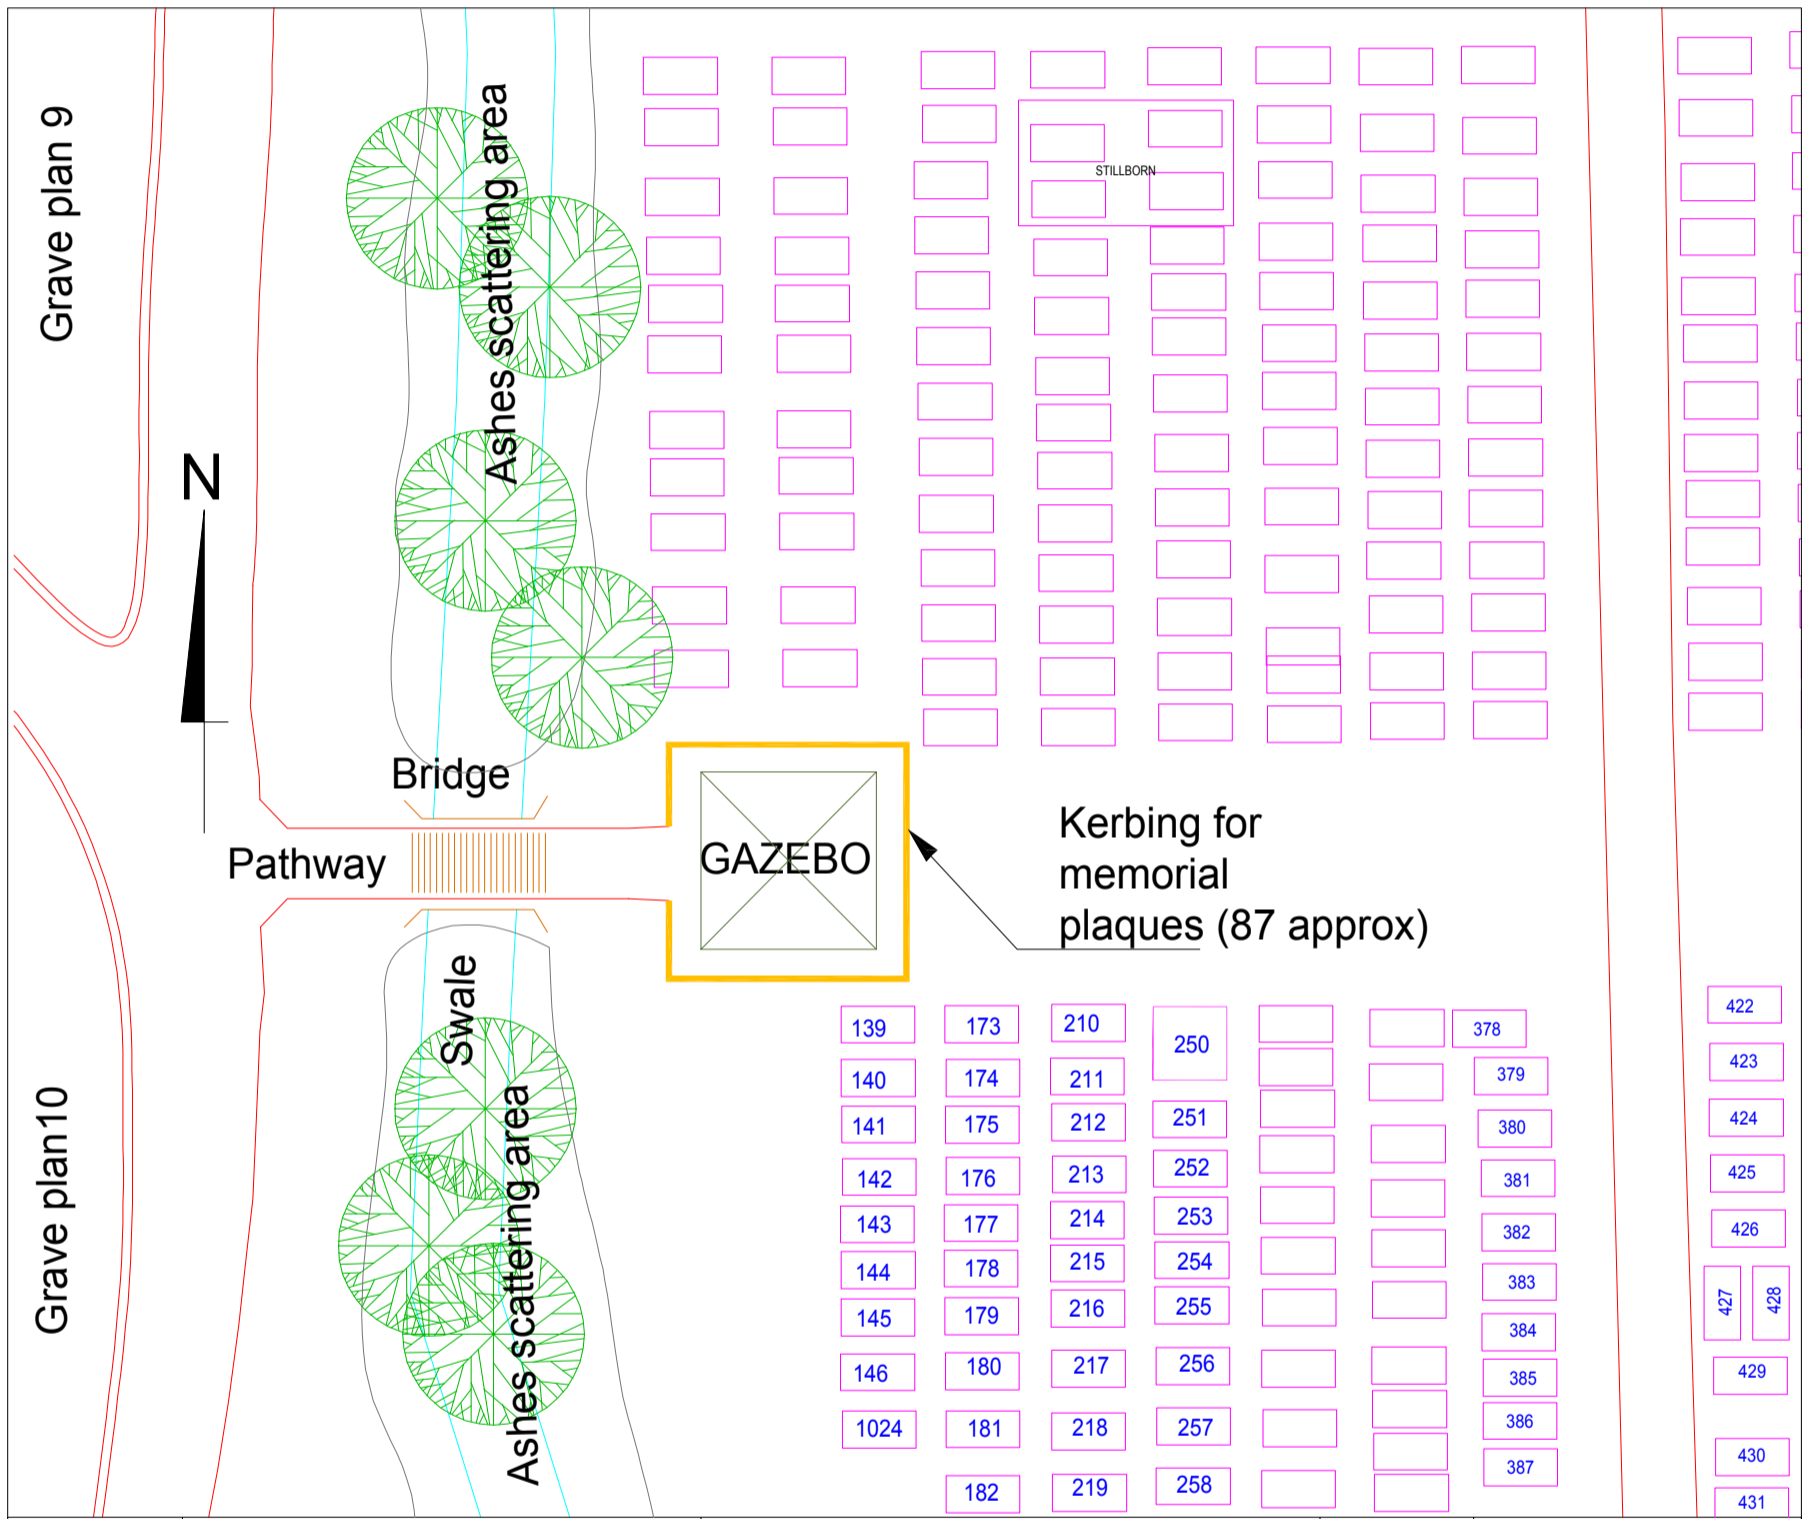 Grave plan 9
Ashes scattering area
STILLBORN
N
Bridge
Pathway
GAZEBO
Kerbing for
memorial
plaques (87 approx)
Swale
Ashes scattering area
Grave plan10
139 173 210 250 378 422
140 174 211 379 423
141 175 212 251 380 424
142 176 213 252 381 425
143 177 214 253 382 426
144 178 215 254 383 427 428
145 179 216 255 384
146 180 217 256 385 429
1024 181 218 257 386 430
182 219 258 387 431